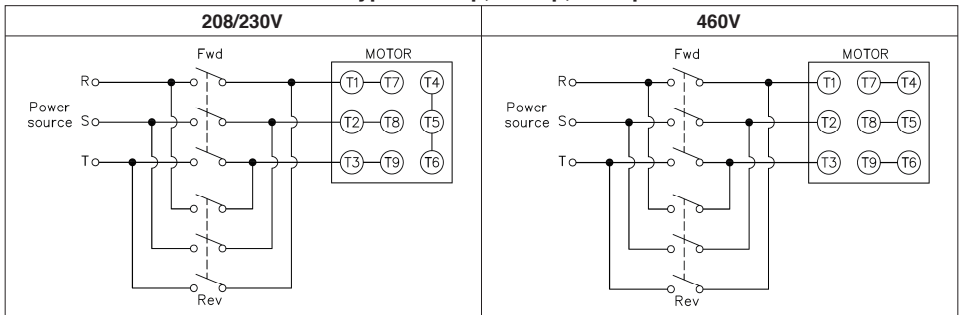 208/230V
Fwd
MOTOR
R
T1 T7 T4
Power
source S
T2 T8 T5
T
T3 T9 T6
Rev
460V
Fwd
MOTOR
R
T1 T7 T4
Power
source S
T2 T8 T5
T
T3 T9 T6
Rev